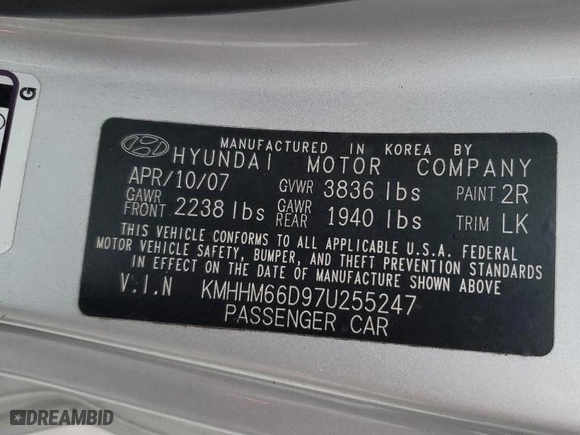 G
MANUFACTURED IN KOREA BY
HYUNDAI MOTOR COMPANY
APR/10/07 GVWR 3836 lbs PAINT 2R
GAWR FRONT 2238 lbs GAWR REAR 1940 lbs TRIM LK
THIS VEHICLE CONFORMS TO ALL APPLICABLE U.S.A. FEDERAL
MOTOR VEHICLE SAFETY, BUMPER, AND THEFT PREVENTION STANDARDS
IN EFFECT ON THE DATE OF MANUFACTURE SHOWN ABOVE.
V.I.N KMHHM66D97U255247
PASSENGER CAR
DREAMBID